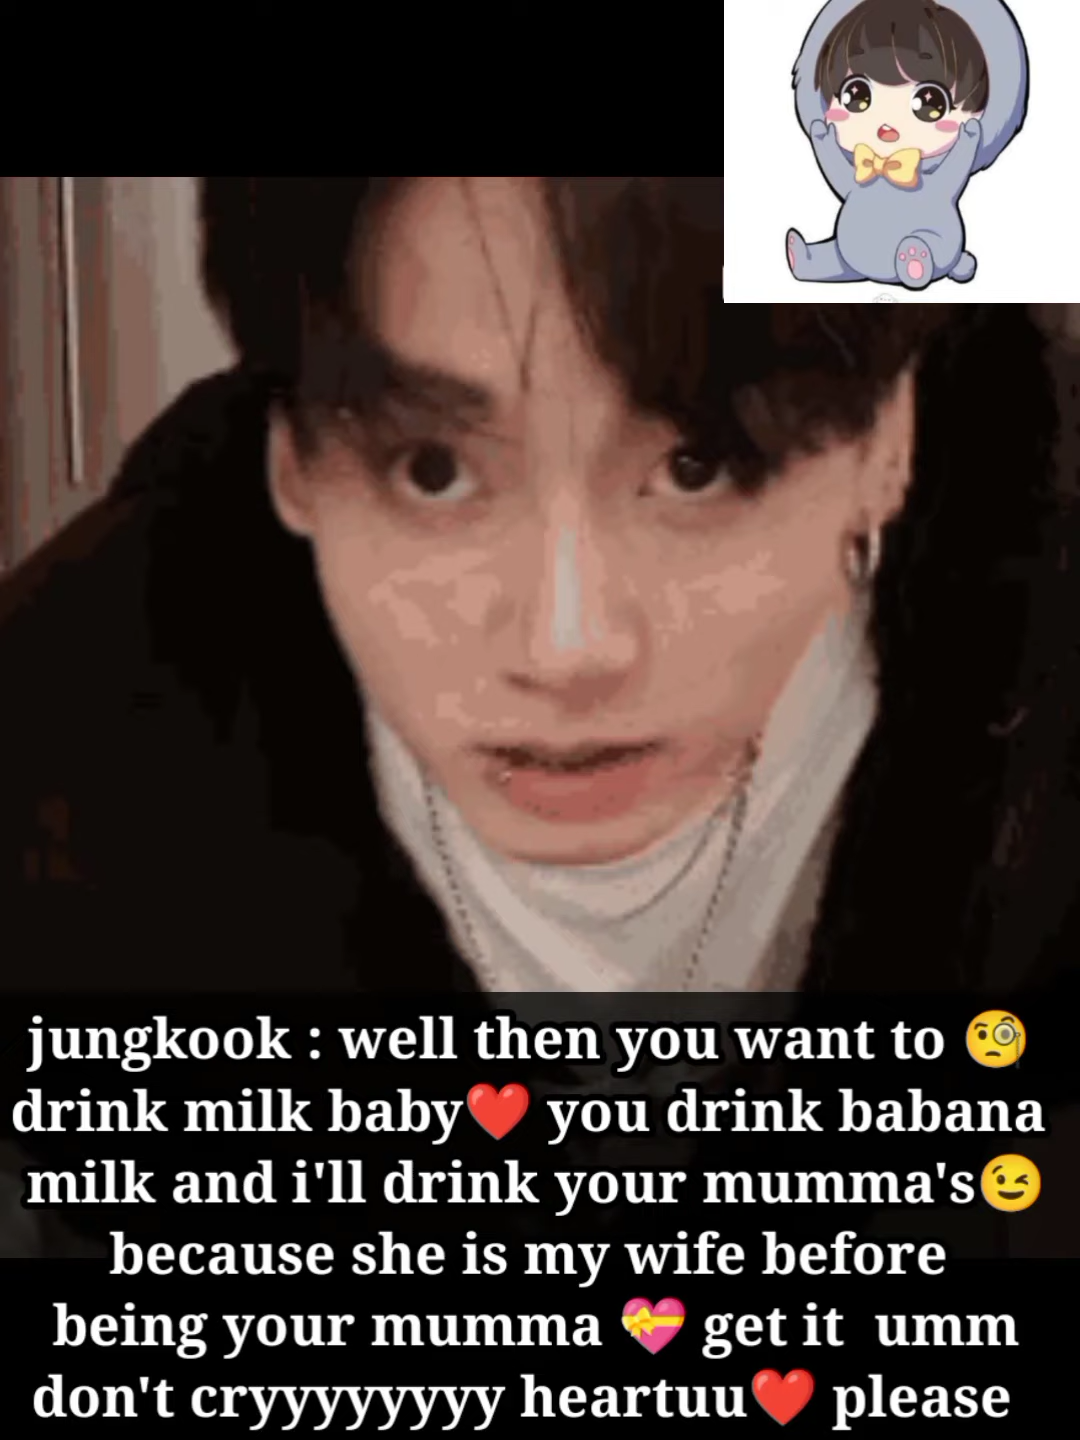 jungkook : well then you want to 🧐
drink milk baby❤️ you drink babana
milk and i'll drink your mumma's😉
because she is my wife before
being your mumma 💝 get it  umm
don't cryyyyyyyyy heartuu❤️ please